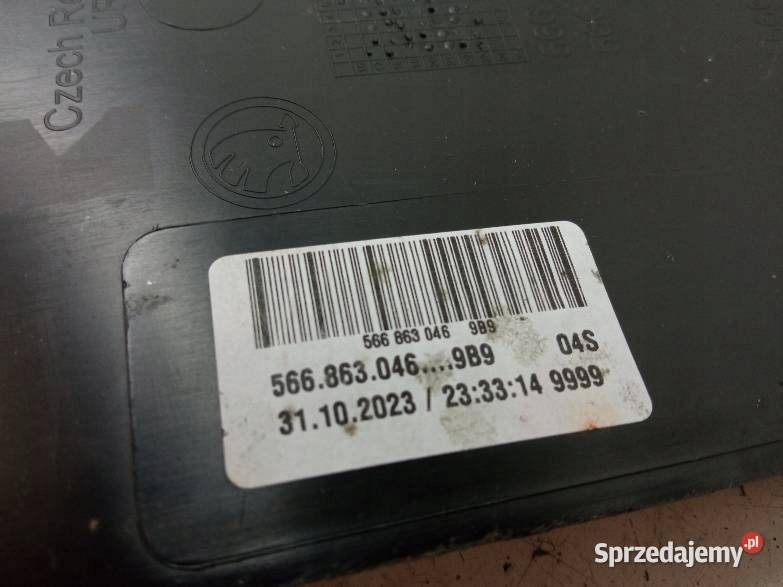 Czech Re
566 863 046 9B9
566.863.046....9B9 04S
31.10.2023 / 23:33:14 9999
Sprzedajemy.pl